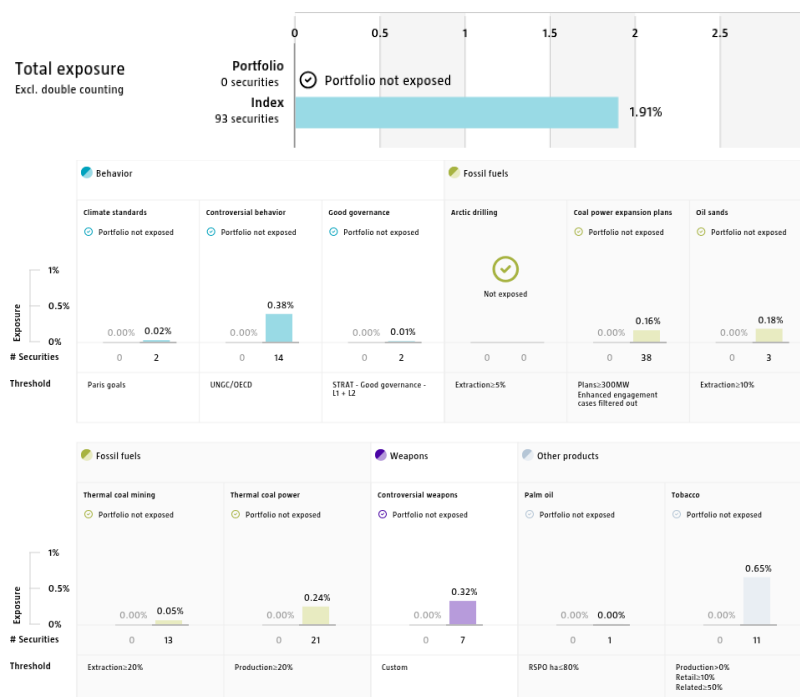 0 0.5 1 1.5 2 2.5
Total exposure
Excl. double counting
Portfolio
0 securities
Portfolio not exposed
Index
93 securities
1.91%
Behavior
Fossil fuels
Climate standards
Controversial behavior
Good governance
Arctic drilling
Coal power expansion plans
Oil sands
Portfolio not exposed
Portfolio not exposed
Portfolio not exposed
Portfolio not exposed
Portfolio not exposed
Not exposed
Exposure
1%
0.5%
0%
0.00% 0.02%
0.00% 0.38%
0.00% 0.01%
0.00% 0.16%
0.00% 0.18%
# Securities
0 2
0 14
0 2
0 0
0 38
0 3
Threshold
Paris goals
UNGC/OECD
STRAT - Good governance -
L1 + L2
Extraction≥5%
Plans≥300MW
Enhanced engagement
cases filtered out
Extraction≥10%
Fossil fuels
Weapons
Other products
Thermal coal mining
Thermal coal power
Controversial weapons
Palm oil
Tobacco
Portfolio not exposed
Portfolio not exposed
Portfolio not exposed
Portfolio not exposed
Portfolio not exposed
Exposure
1%
0.5%
0%
0.00% 0.05%
0.00% 0.24%
0.00% 0.32%
0.00% 0.00%
0.00% 0.65%
# Securities
0 13
0 21
0 7
0 1
0 11
Threshold
Extraction≥20%
Production≥20%
Custom
RSPO ha≤80%
Production>0%
Retail≥10%
Related≥50%